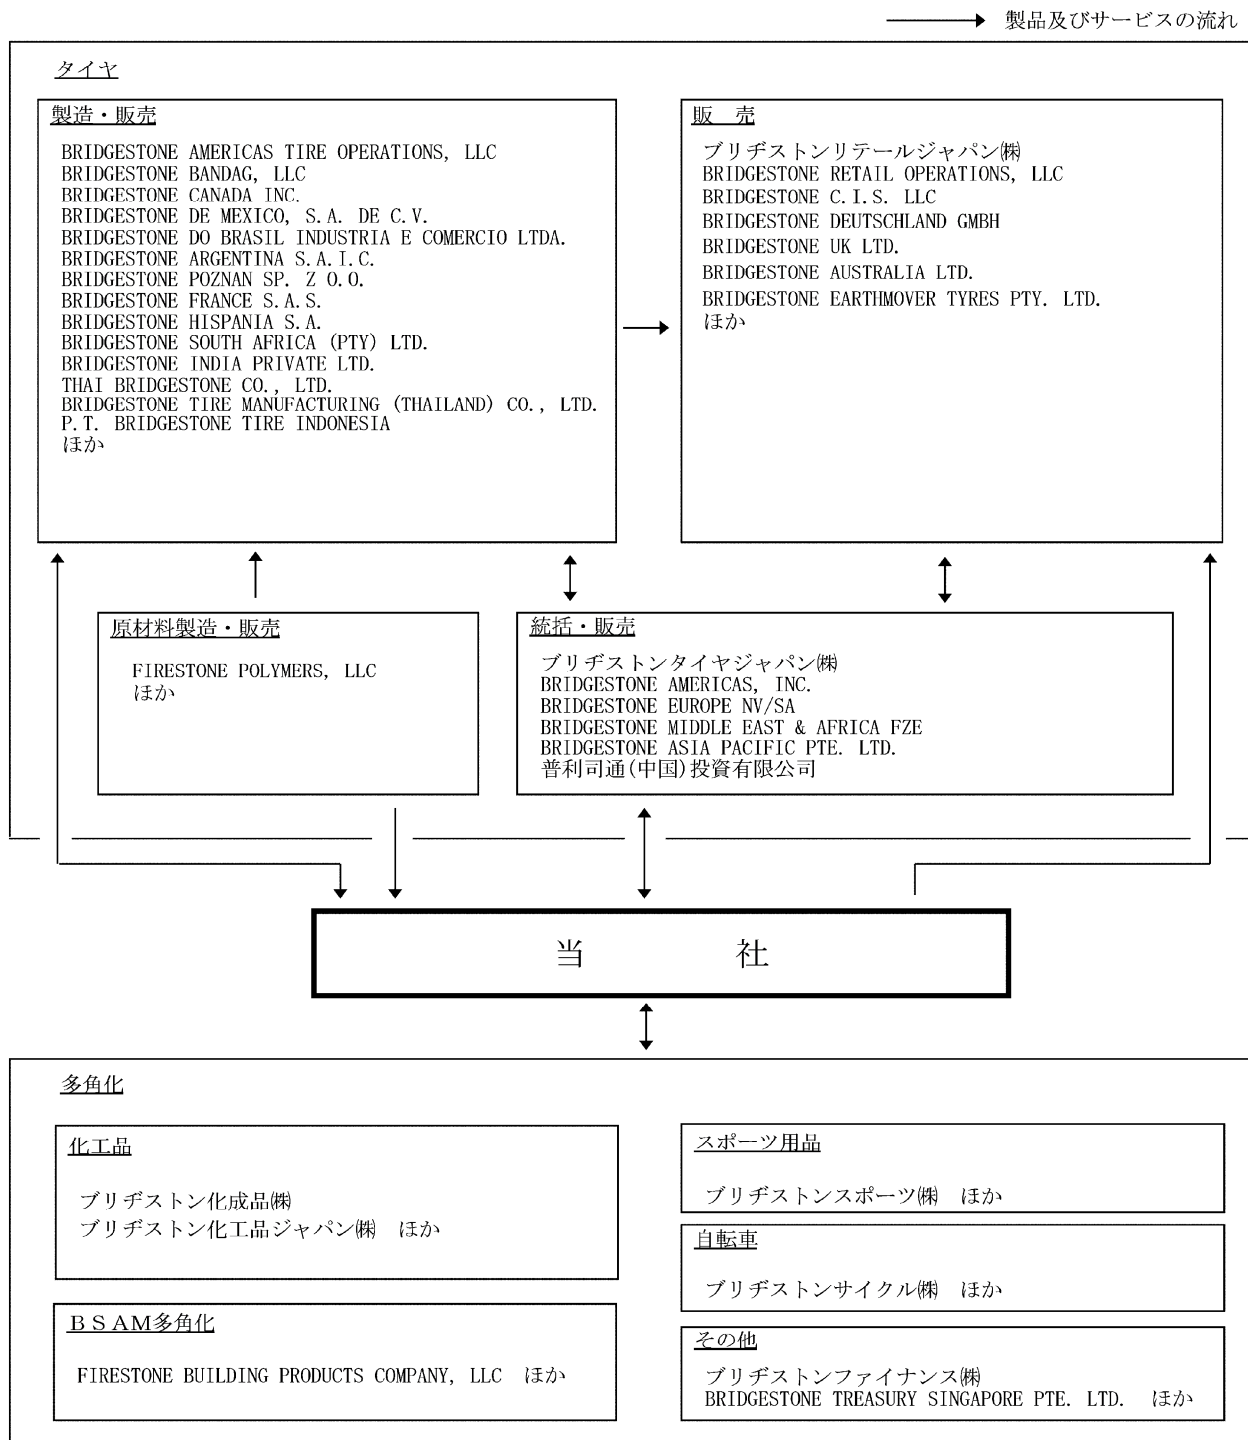 製品及びサービスの流れ
タイヤ
製造・販売
BRIDGESTONE AMERICAS TIRE OPERATIONS, LLC
BRIDGESTONE BANDAG, LLC
BRIDGESTONE CANADA INC.
BRIDGESTONE DE MEXICO, S.A. DE C.V.
BRIDGESTONE DO BRASIL INDUSTRIA E COMERCIO LTDA.
BRIDGESTONE ARGENTINA S.A.I.C.
BRIDGESTONE POZNAN SP. Z O.O.
BRIDGESTONE FRANCE S.A.S.
BRIDGESTONE HISPANIA S.A.
BRIDGESTONE SOUTH AFRICA (PTY) LTD.
BRIDGESTONE INDIA PRIVATE LTD.
THAI BRIDGESTONE CO., LTD.
BRIDGESTONE TIRE MANUFACTURING (THAILAND) CO., LTD.
P.T. BRIDGESTONE TIRE INDONESIA
ほか
販　売
ブリヂストンリテールジャパン㈱
BRIDGESTONE RETAIL OPERATIONS, LLC
BRIDGESTONE C.I.S. LLC
BRIDGESTONE DEUTSCHLAND GMBH
BRIDGESTONE UK LTD.
BRIDGESTONE AUSTRALIA LTD.
BRIDGESTONE EARTHMOVER TYRES PTY. LTD.
ほか
原材料製造・販売
FIRESTONE POLYMERS, LLC
ほか
統括・販売
ブリヂストンタイヤジャパン㈱
BRIDGESTONE AMERICAS, INC.
BRIDGESTONE EUROPE NV/SA
BRIDGESTONE MIDDLE EAST & AFRICA FZE
BRIDGESTONE ASIA PACIFIC PTE. LTD.
普利司通(中国)投資有限公司
当　社
多角化
化工品
ブリヂストン化成品㈱
ブリヂストン化工品ジャパン㈱　ほか
ＢＳＡＭ多角化
FIRESTONE BUILDING PRODUCTS COMPANY, LLC　ほか
スポーツ用品
ブリヂストンスポーツ㈱　ほか
自転車
ブリヂストンサイクル㈱　ほか
その他
ブリヂストンファイナンス㈱
BRIDGESTONE TREASURY SINGAPORE PTE. LTD.　ほか